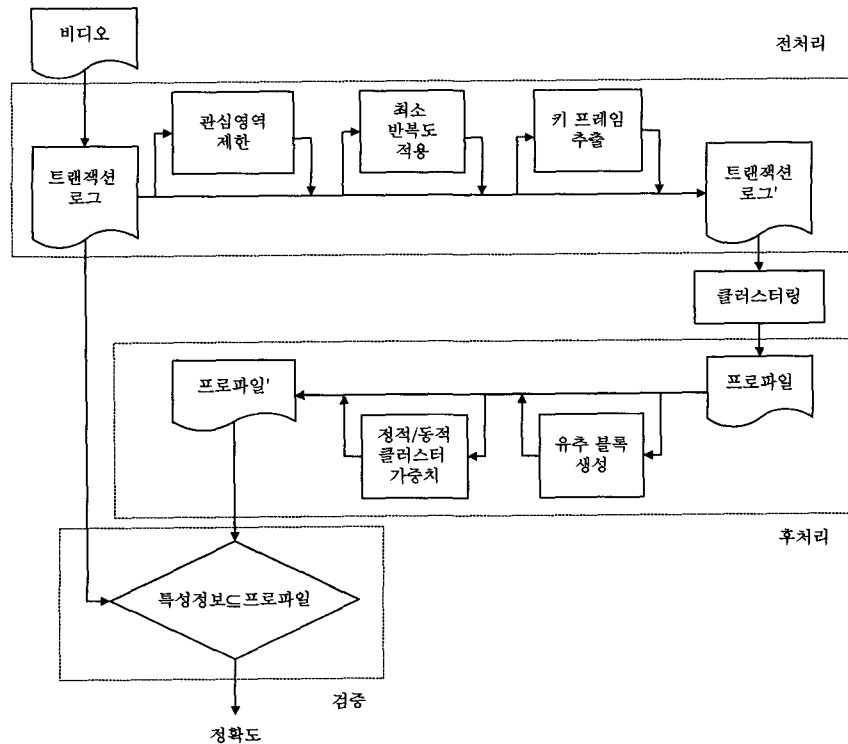 비디오
전처리
관심영역
제한
최소
반복도
적용
키 프레임
추출
트랜잭션
로그
트랜잭션
로그'
클러스터링
프로파일'
프로파일
정적/동적
클러스터
가중치
유추 블록
생성
후처리
특성정보⊆프로파일
검증
정확도